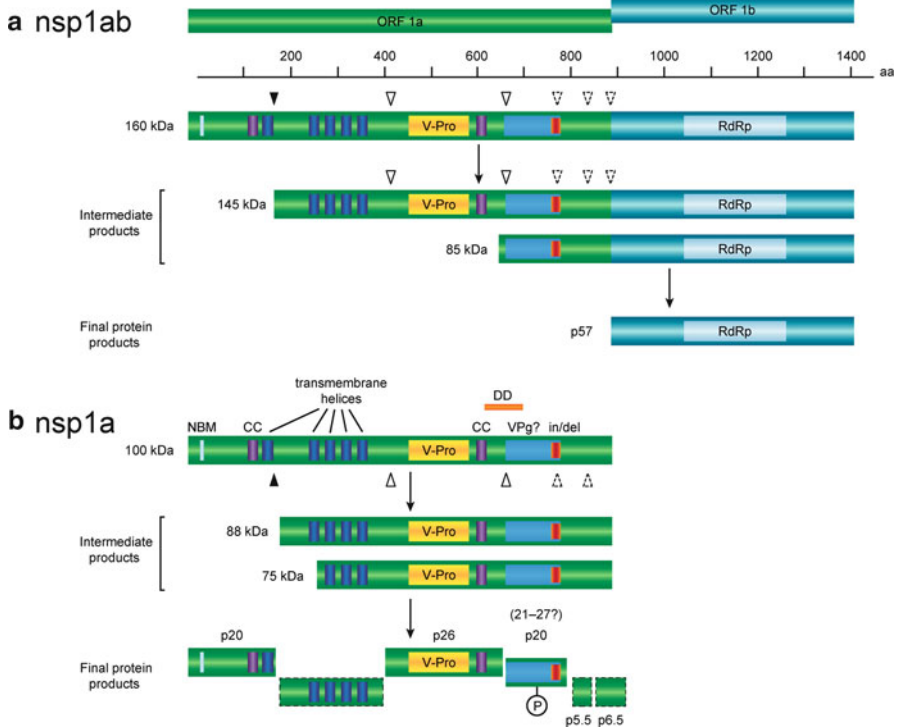 a nsp1ab
ORF 1a
ORF 1b
200 400 600 800 1000 1200 1400 aa
160 kDa
V-Pro
RdRp
Intermediate
products
145 kDa
V-Pro
RdRp
85 kDa
RdRp
Final protein
products
p57
RdRp
b nsp1a
transmembrane
helices
DD
NBM
CC
CC
VPg?
in/del
100 kDa
V-Pro
Intermediate
products
88 kDa
V-Pro
75 kDa
V-Pro
(21–27?)
p20
p26
p20
Final protein
products
V-Pro
P
p5.5
p6.5